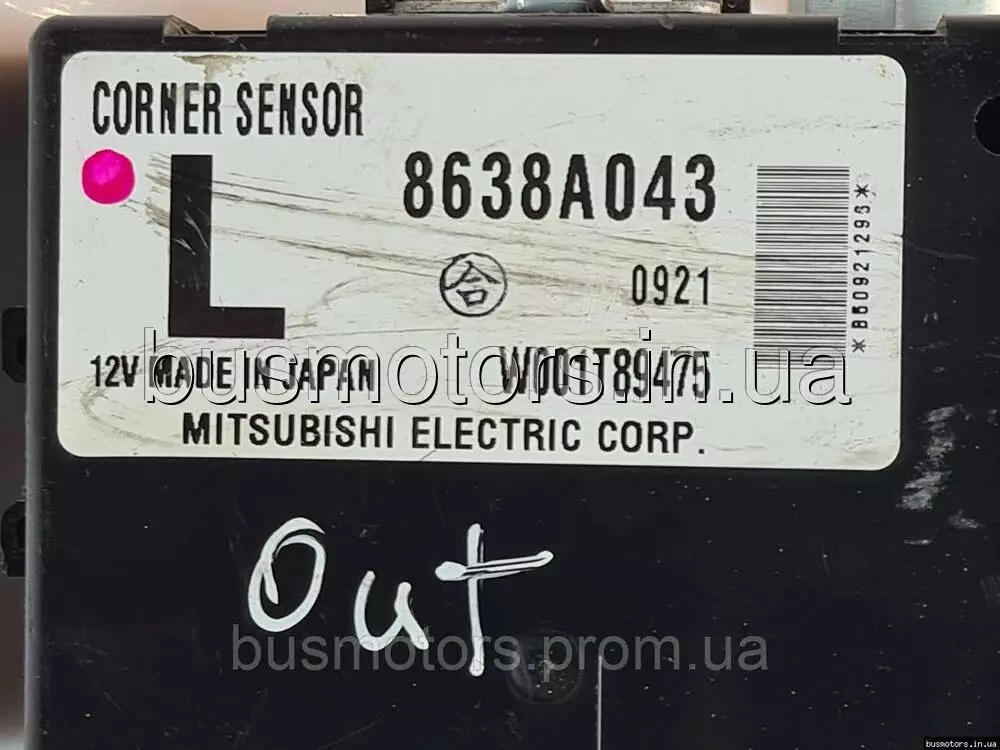 CORNER SENSOR
L
8638A043
合
0921
*860921296*
12V MADE IN JAPAN W001T89475
MITSUBISHI ELECTRIC CORP.
busmotors.in.ua
Out
busmotors.prom.ua
busmotors.in.ua